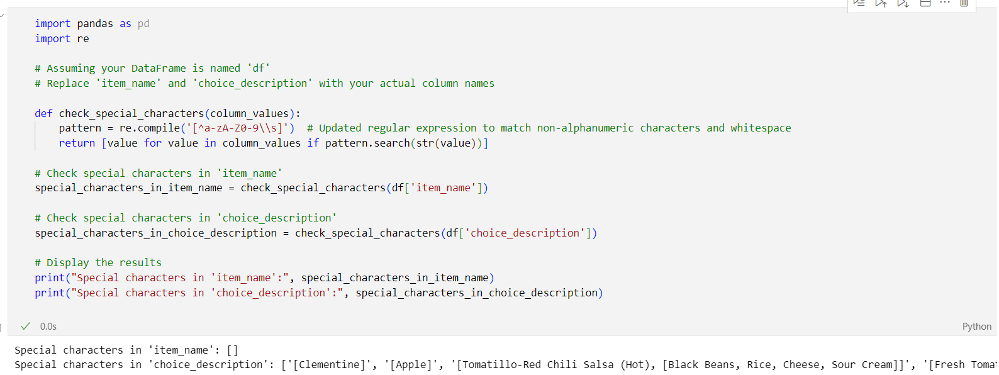 import pandas as pd
import re
# Assuming your DataFrame is named 'df'
# Replace 'item_name' and 'choice_description' with your actual column names
def check_special_characters(column_values):
    pattern = re.compile('[^a-zA-Z0-9\\s]')  # Updated regular expression to match non-alphanumeric characters and whitespace
    return [value for value in column_values if pattern.search(str(value))]
# Check special characters in 'item_name'
special_characters_in_item_name = check_special_characters(df['item_name'])
# Check special characters in 'choice_description'
special_characters_in_choice_description = check_special_characters(df['choice_description'])
# Display the results
print("Special characters in 'item_name':", special_characters_in_item_name)
print("Special characters in 'choice_description':", special_characters_in_choice_description)
0.0s
Python
Special characters in 'item_name': []
Special characters in 'choice_description': ['[Clementine]', '[Apple]', '[Tomatillo-Red Chili Salsa (Hot), [Black Beans, Rice, Cheese, Sour Cream]]', '[Fresh